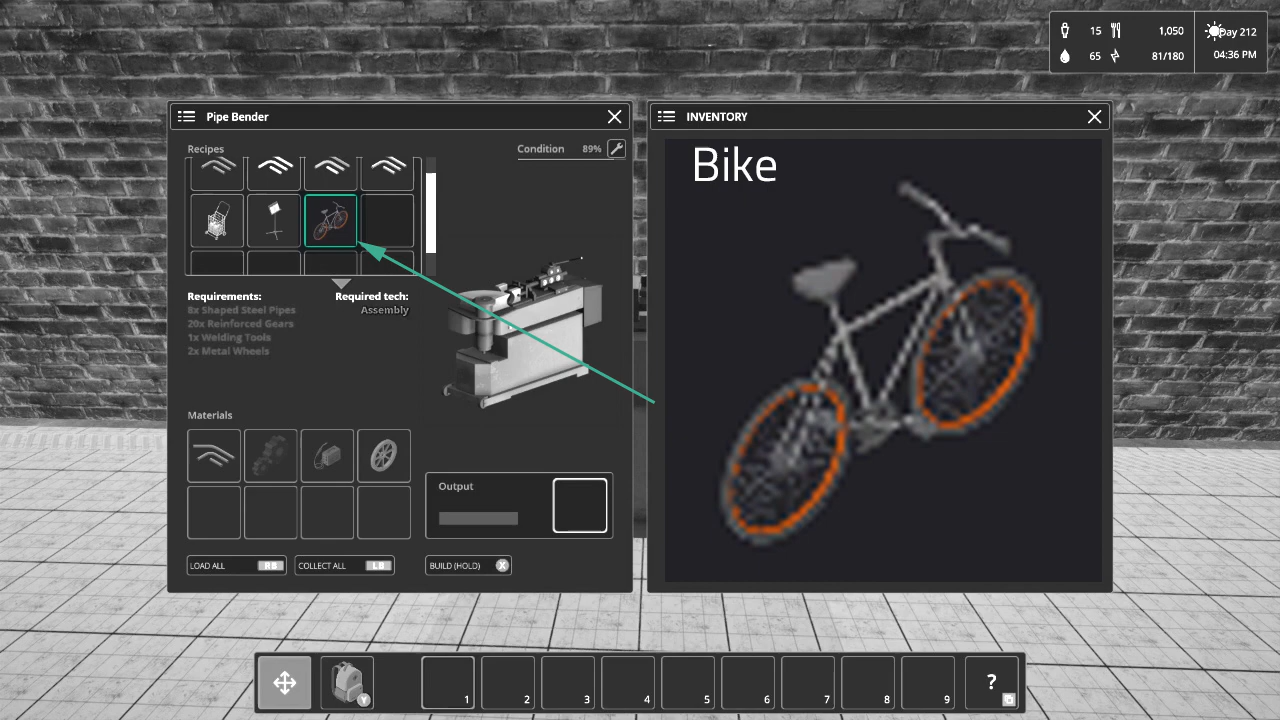 15
1,050
Day 212
65
81/180
04:36 PM
Pipe Bender
INVENTORY
Recipes
Condition 89%
Bike
Requirements:
Required tech:
8x Shaped Steel Pipes
Assembly
20x Reinforced Gears
1x Welding Tools
2x Metal Wheels
Materials
Output
LOAD ALL RB
COLLECT ALL LB
BUILD (HOLD) X
Y
1
2
3
4
5
6
7
8
9
?